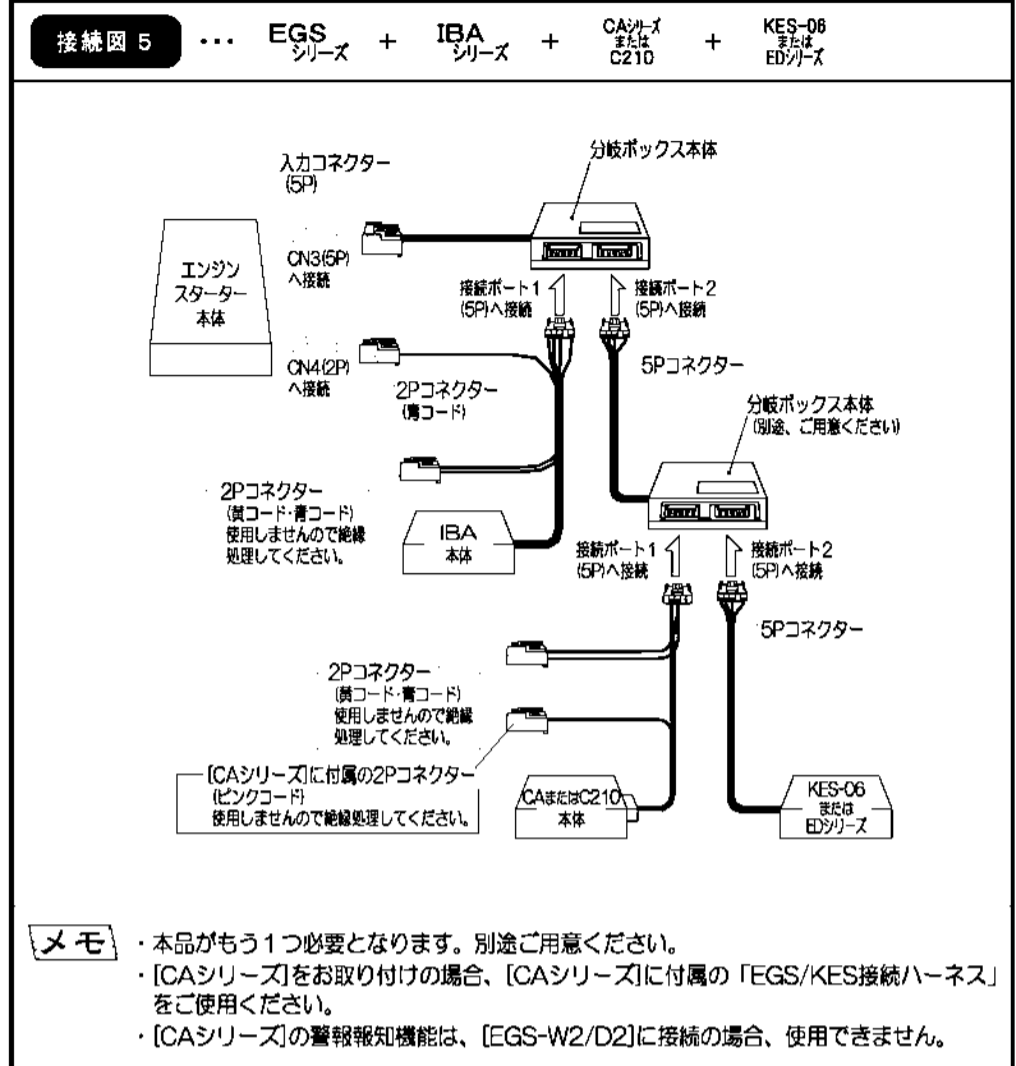 接続図 5 ・・・ EGSシリーズ + IBAシリーズ + CAシリーズまたはC210 + KES-06またはEDシリーズ
分岐ボックス本体
入力コネクター
(5P)
CN3(5P)
へ接続
エンジン
スターター
本体
接続ポート1
(5P)へ接続
接続ポート2
(5P)へ接続
CN4(2P)
へ接続
2Pコネクター
(青コード)
5Pコネクター
分岐ボックス本体
(別途、ご用意ください)
2Pコネクター
(黄コード・青コード)
使用しませんので絶縁
処理してください。
IBA
本体
接続ポート1
(5P)へ接続
接続ポート2
(5P)へ接続
5Pコネクター
2Pコネクター
(黄コード・青コード)
使用しませんので絶縁
処理してください。
[CAシリーズ]に付属の2Pコネクター
(ピンクコード)
使用しませんので絶縁処理してください。
CAまたはC210
本体
KES-06
または
EDシリーズ
メモ
・本品がもう1つ必要となります。別途ご用意ください。
・[CAシリーズ]をお取り付けの場合、[CAシリーズ]に付属の「EGS/KES接続ハーネス」
をご使用ください。
・[CAシリーズ]の警報報知機能は、[EGS-W2/D2]に接続の場合、使用できません。